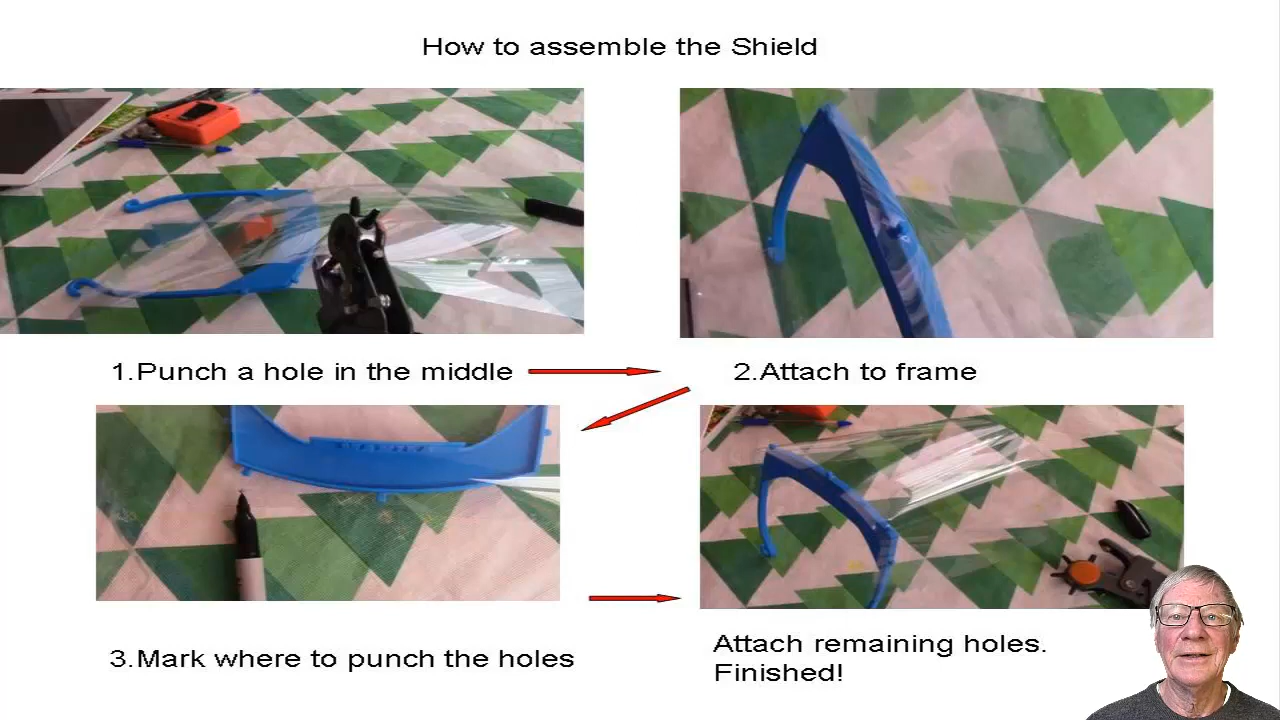 How to assemble the Shield
1.Punch a hole in the middle
2.Attach to frame
3.Mark where to punch the holes
Attach remaining holes.
Finished!